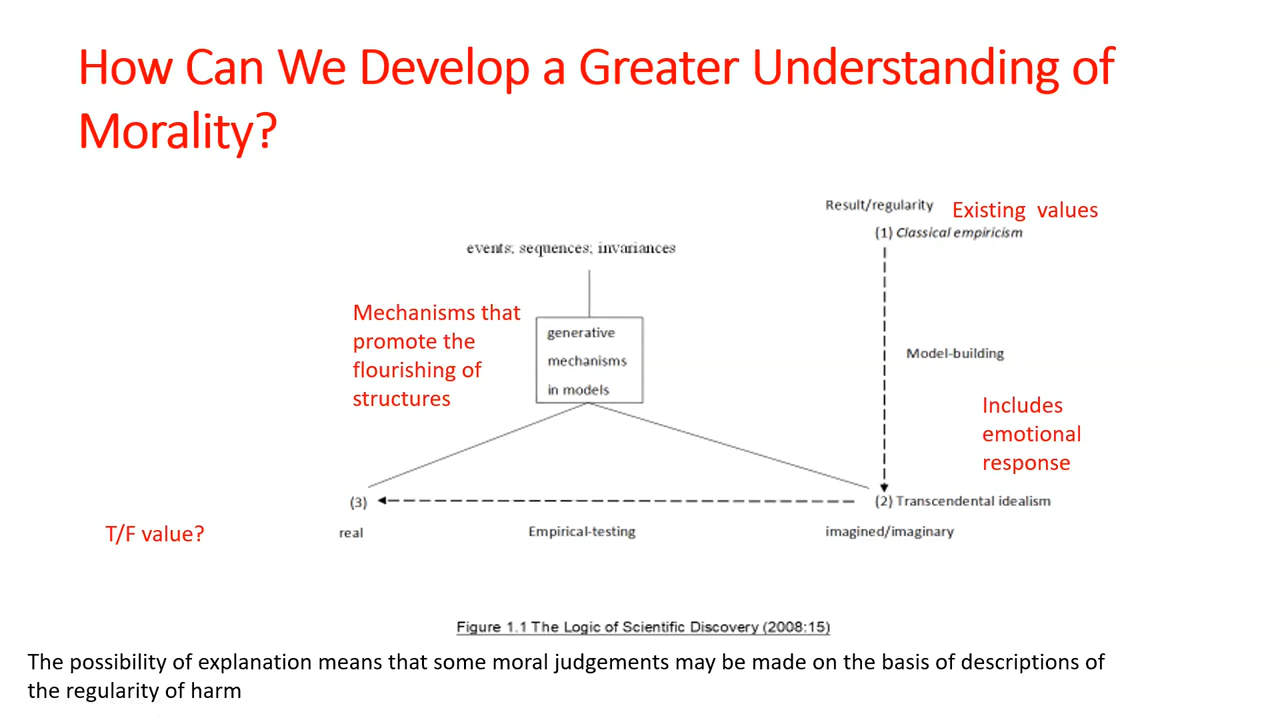 How Can We Develop a Greater Understanding of
Morality?
Result/regularity
Existing values
(1) Classical empiricism
events; sequences; invariances
Mechanisms that
promote the
flourishing of
structures
generative
mechanisms
in models
Model-building
Includes
emotional
response
(3)
(2) Transcendental idealism
T/F value?
real
Empirical-testing
imagined/imaginary
Figure 1.1 The Logic of Scientific Discovery (2008:15)
The possibility of explanation means that some moral judgements may be made on the basis of descriptions of
the regularity of harm